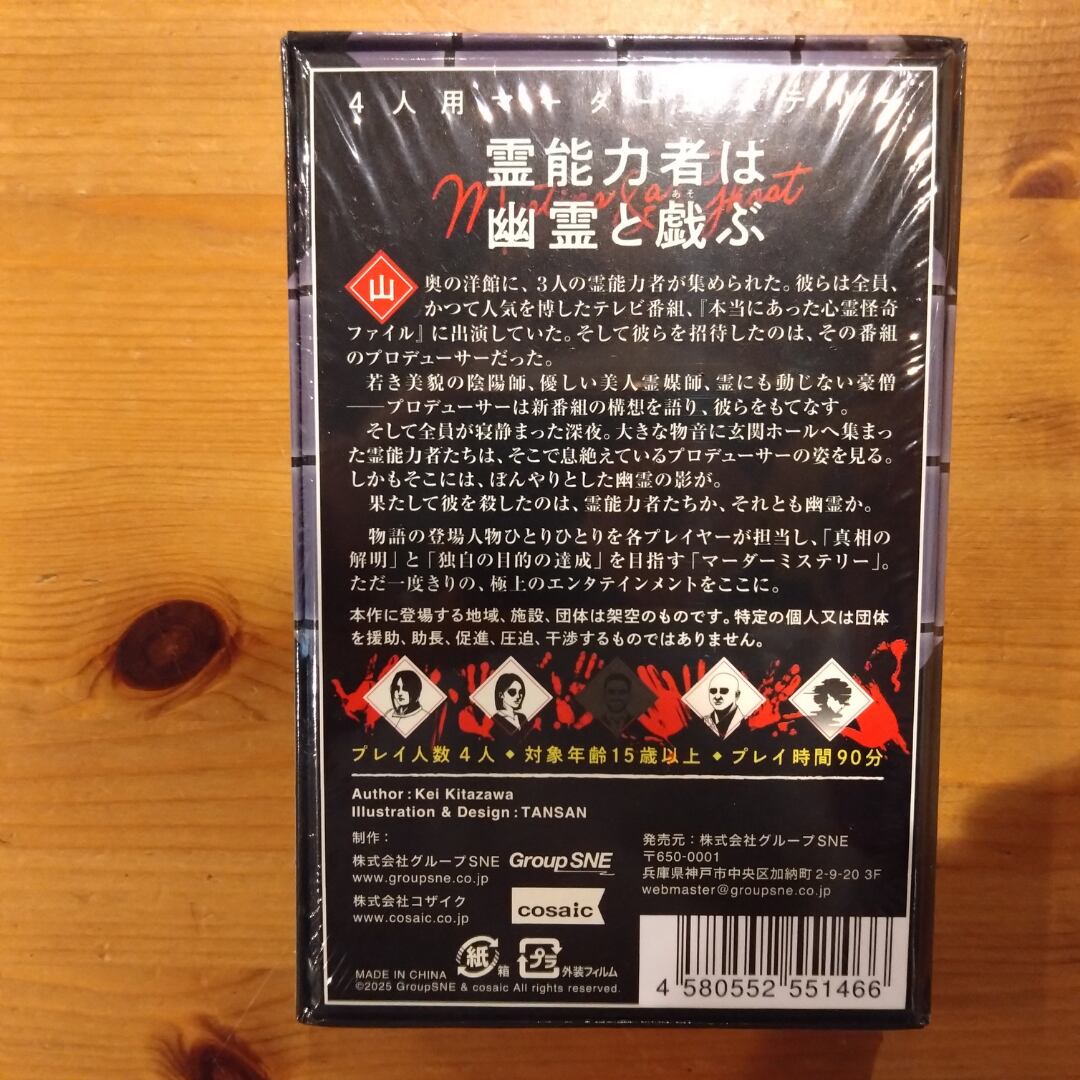 4人用マーダーミステリー
霊能力者は
あそ
幽霊と戯ぶ
山奥の洋館に、3人の霊能力者が集められた。彼らは全員、
かつて人気を博したテレビ番組、『本当にあった心霊怪奇
ファイル』に出演していた。そして彼らを招待したのは、その番組
のプロデューサーだった。
若き美貌の陰陽師、優しい美人霊媒師、霊にも動じない豪僧
――プロデューサーは新番組の構想を語り、彼らをもてなす。
そして全員が寝静まった深夜。大きな物音に玄関ホールへ集まっ
た霊能力者たちは、そこで息絶えているプロデューサーの姿を見る。
しかもそこには、ぼんやりとした幽霊の影が。
果たして彼を殺したのは、霊能力者たちか、それとも幽霊か。
物語の登場人物ひとりひとりを各プレイヤーが担当し、「真相の
解明」と「独自の目的の達成」を目指す「マーダーミステリー」。
ただ一度きりの、極上のエンタテインメントをここに。
本作に登場する地域、施設、団体は架空のものです。特定の個人又は団体
を援助、助長、促進、圧迫、干渉するものではありません。
プレイ人数4人◆対象年齢15歳以上◆プレイ時間90分
Author:Kei Kitazawa
Illustration & Design:TANSAN
制作:
株式会社グループSNE GroupSNE
www.groupsne.co.jp
株式会社コザイク cosaic
www.cosaic.co.jp
発売元:株式会社グループSNE
〒650-0001
兵庫県神戸市中央区加納町2-9-20 3F
webmaster@groupsne.co.jp
紙 箱 プラ 外装フィルム
MADE IN CHINA
©2025 GroupSNE & cosaic All rights reserved.
4 580552 551466